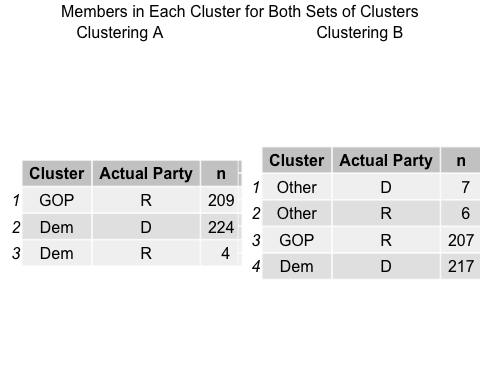 Members in Each Cluster for Both Sets of Clusters
Clustering A
Cluster Actual Party n
1 GOP R 209
2 Dem D 224
3 Dem R 4
Clustering B
Cluster Actual Party n
1 Other D 7
2 Other R 6
3 GOP R 207
4 Dem D 217